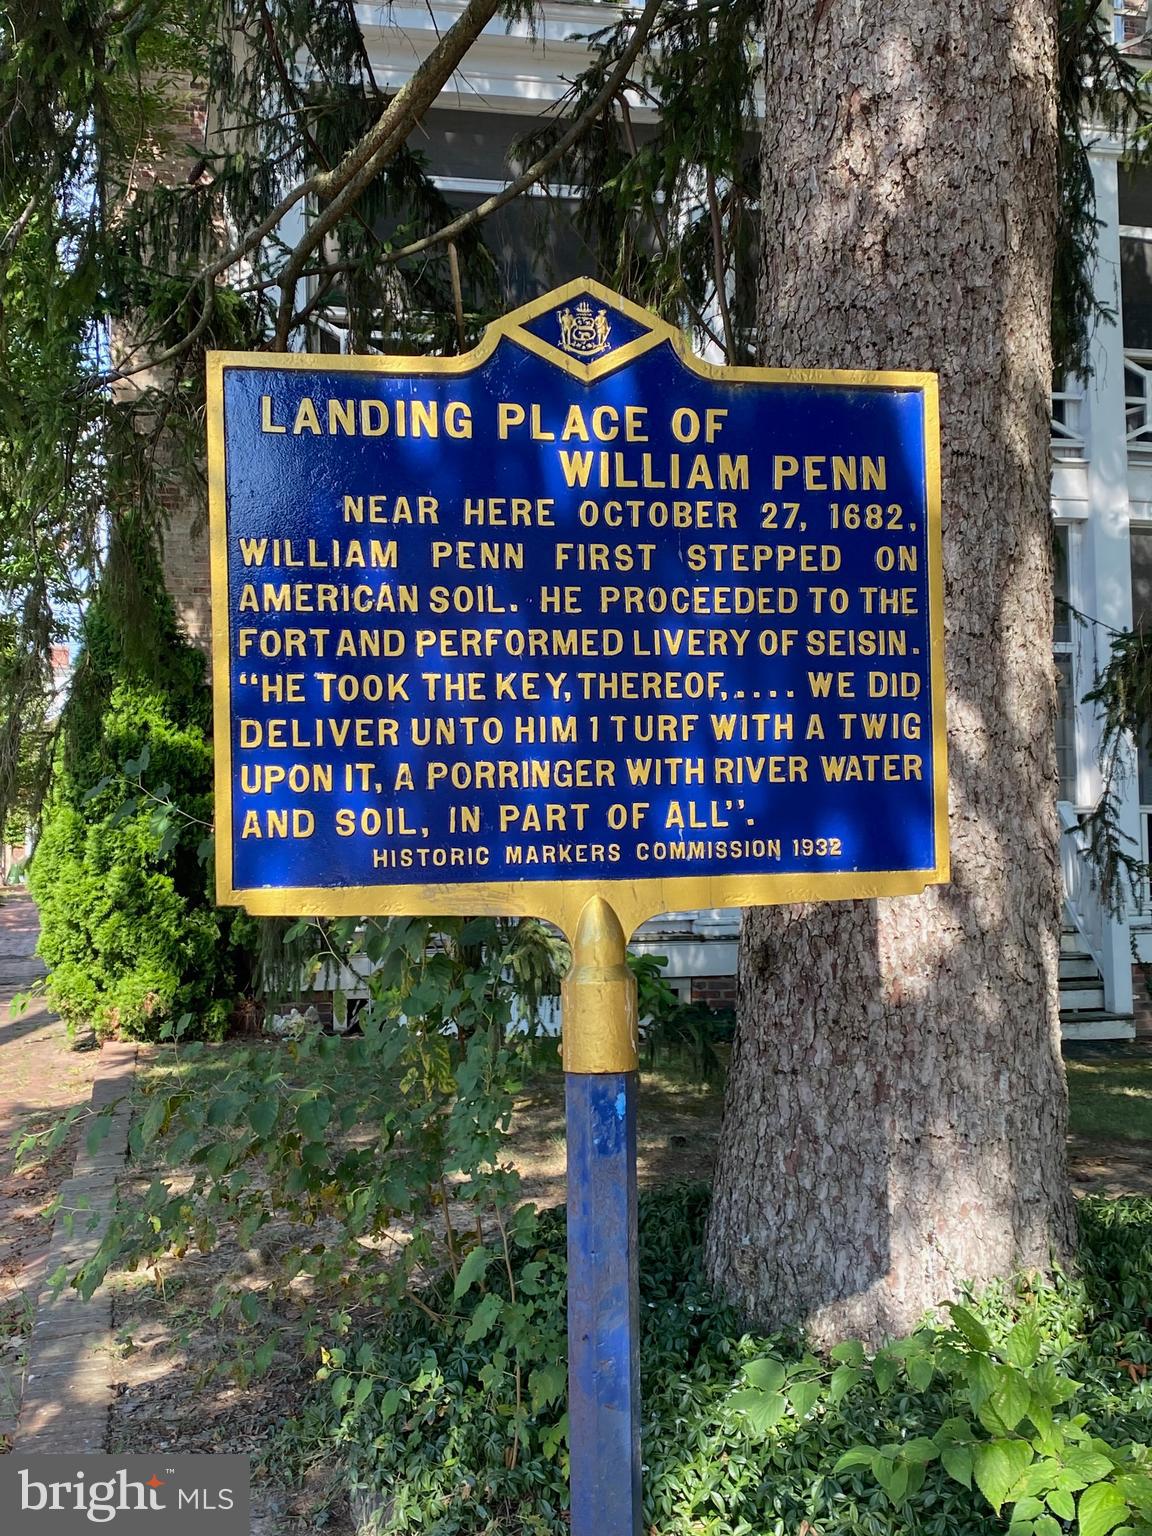 LANDING PLACE OF
WILLIAM PENN
NEAR HERE OCTOBER 27, 1682,
WILLIAM PENN FIRST STEPPED ON
AMERICAN SOIL. HE PROCEEDED TO THE
FORT AND PERFORMED LIVERY OF SEISIN.
"HE TOOK THE KEY, THEREOF,.... WE DID
DELIVER UNTO HIM 1 TURF WITH A TWIG
UPON IT, A PORRINGER WITH RIVER WATER
AND SOIL, IN PART OF ALL".
HISTORIC MARKERS COMMISSION 1932
bright™ MLS